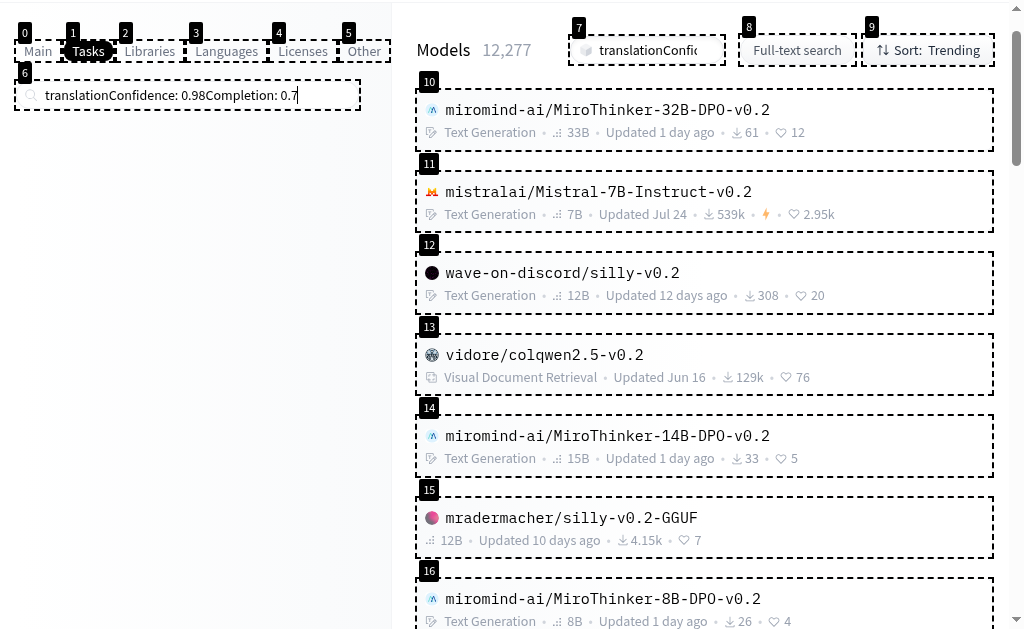 0 1 2 3 4 5
Main Tasks Libraries Languages Licenses Other
6
translationConfidence: 0.98Completion: 0.7
7 8 9
Models 12,277 translationConfic Full-text search Sort: Trending
10
miromind-ai/MiroThinker-32B-DPO-v0.2
Text Generation • 33B • Updated 1 day ago • 61 • 12
11
mistralai/Mistral-7B-Instruct-v0.2
Text Generation • 7B • Updated Jul 24 • 539k • • 2.95k
12
wave-on-discord/silly-v0.2
Text Generation • 12B • Updated 12 days ago • 308 • 20
13
vidore/colqwen2.5-v0.2
Visual Document Retrieval • Updated Jun 16 • 129k • 76
14
miromind-ai/MiroThinker-14B-DPO-v0.2
Text Generation • 15B • Updated 1 day ago • 33 • 5
15
mradermacher/silly-v0.2-GGUF
12B • Updated 10 days ago • 4.15k • 7
16
miromind-ai/MiroThinker-8B-DPO-v0.2
Text Generation • 8B • Updated 1 day ago • 26 • 4